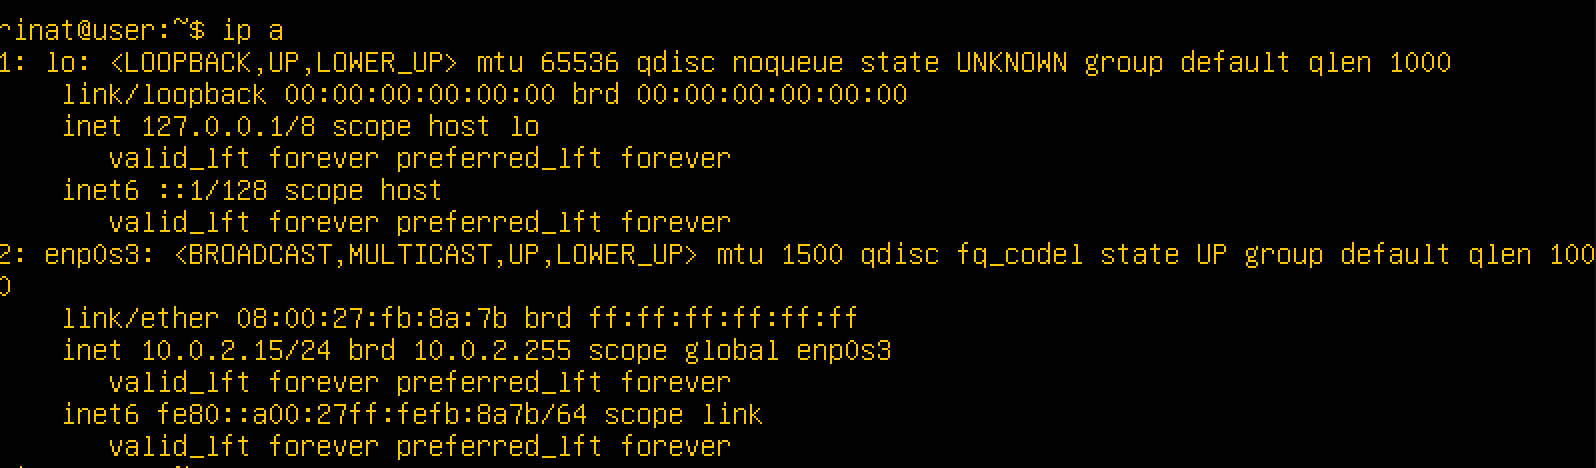 rinat@user:~$ ip a
1: lo: <LOOPBACK,UP,LOWER_UP> mtu 65536 qdisc noqueue state UNKNOWN group default qlen 1000
    link/loopback 00:00:00:00:00:00 brd 00:00:00:00:00:00
    inet 127.0.0.1/8 scope host lo
       valid_lft forever preferred_lft forever
    inet6 ::1/128 scope host
       valid_lft forever preferred_lft forever
2: enp0s3: <BROADCAST,MULTICAST,UP,LOWER_UP> mtu 1500 qdisc fq_codel state UP group default qlen 100
0
    link/ether 08:00:27:fb:8a:7b brd ff:ff:ff:ff:ff:ff
    inet 10.0.2.15/24 brd 10.0.2.255 scope global enp0s3
       valid_lft forever preferred_lft forever
    inet6 fe80::a00:27ff:fefb:8a7b/64 scope link
       valid_lft forever preferred_lft forever